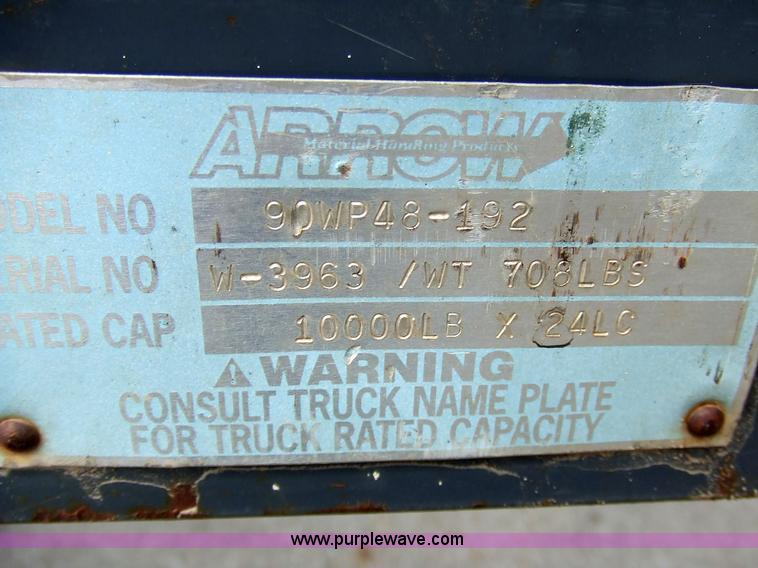 ARROW
Material Handling Products
ODEL NO 90WP48-192
ERIAL NO W-3963 /WT 708LBS
ATED CAP 10000LB X 24LC
WARNING
CONSULT TRUCK NAME PLATE
FOR TRUCK RATED CAPACITY
www.purplewave.com